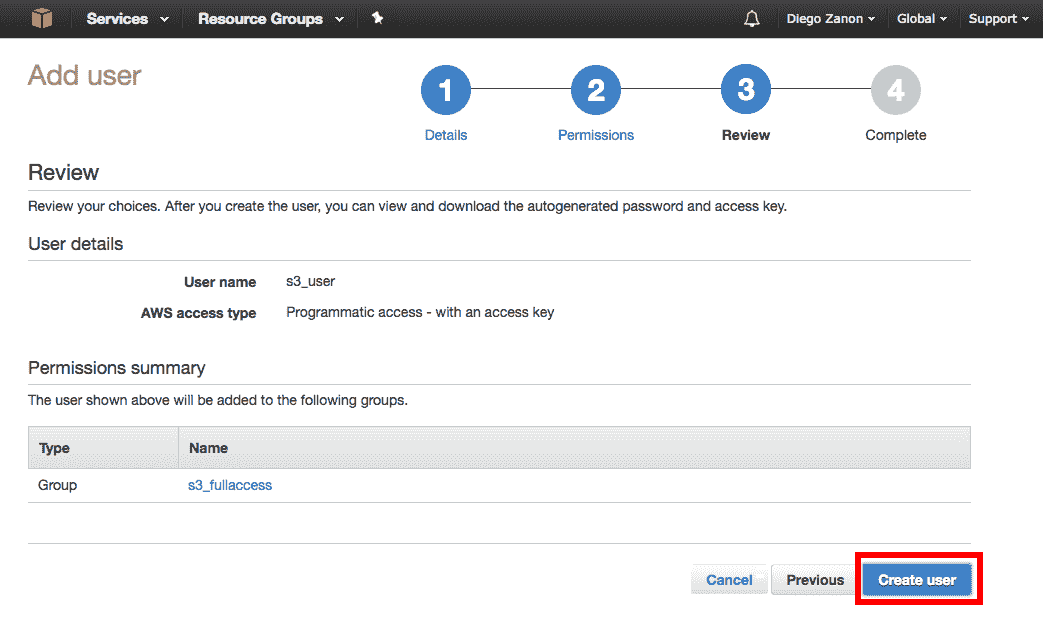 Services Resource Groups Diego Zanon Global Support
Add user
1 2 3 4
Details Permissions Review Complete
Review
Review your choices. After you create the user, you can view and download the autogenerated password and access key.
User details
User name s3_user
AWS access type Programmatic access - with an access key
Permissions summary
The user shown above will be added to the following groups.
Type Name
Group s3_fullaccess
Cancel Previous Create user